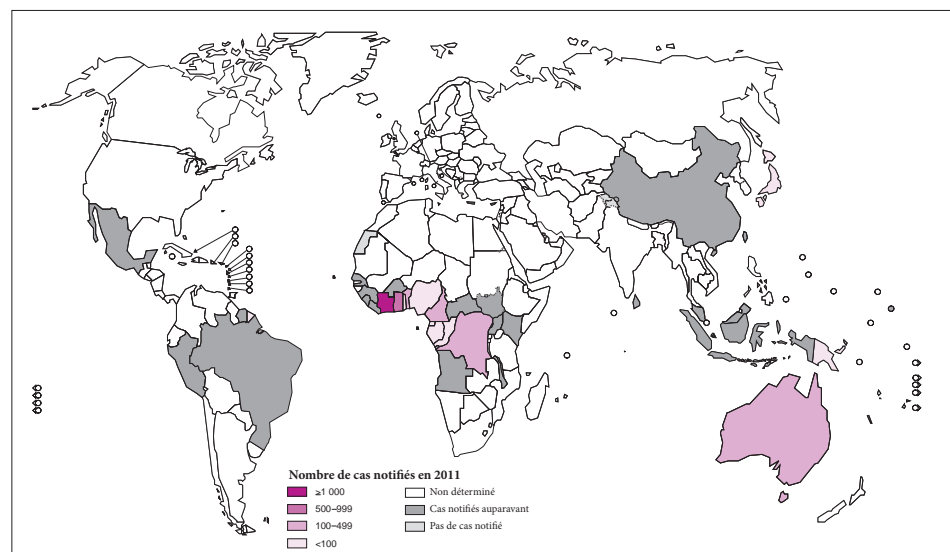 Nombre de cas notifiés en 2011
≥1 000
500–999
100–499
<100
Non déterminé
Cas notifiés auparavant
Pas de cas notifié